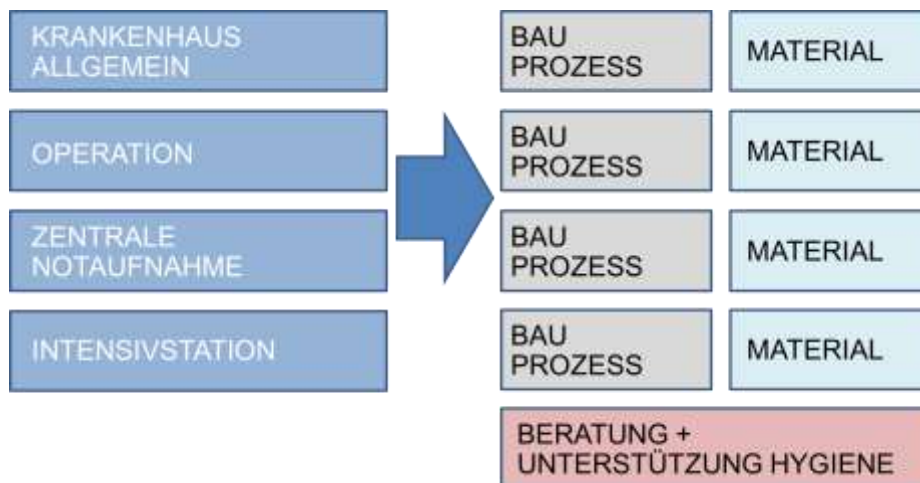 KRANKENHAUS
ALLGEMEIN
BAU
PROZESS
MATERIAL
OPERATION
BAU
PROZESS
MATERIAL
ZENTRALE
NOTAUFNAHME
BAU
PROZESS
MATERIAL
INTENSIVSTATION
BAU
PROZESS
MATERIAL
BERATUNG +
UNTERSTÜTZUNG HYGIENE